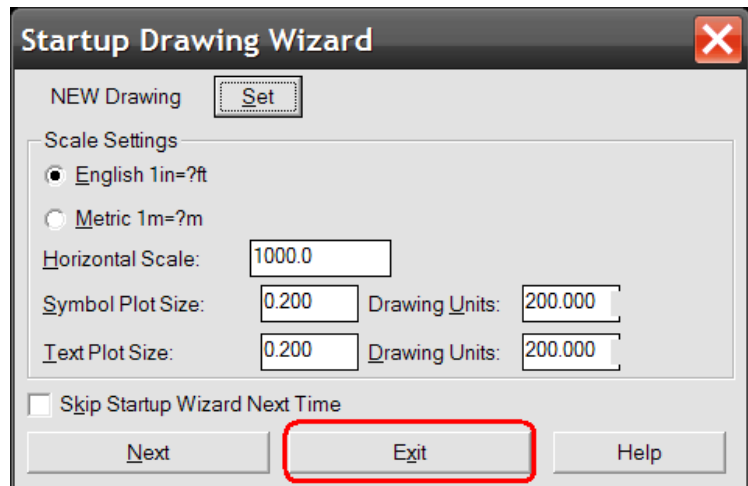 Startup Drawing Wizard
NEW Drawing Set
Scale Settings
English 1in=?ft
Metric 1m=?m
Horizontal Scale: 1000.0
Symbol Plot Size: 0.200 Drawing Units: 200.000
Text Plot Size: 0.200 Drawing Units: 200.000
Skip Startup Wizard Next Time
Next Exit Help